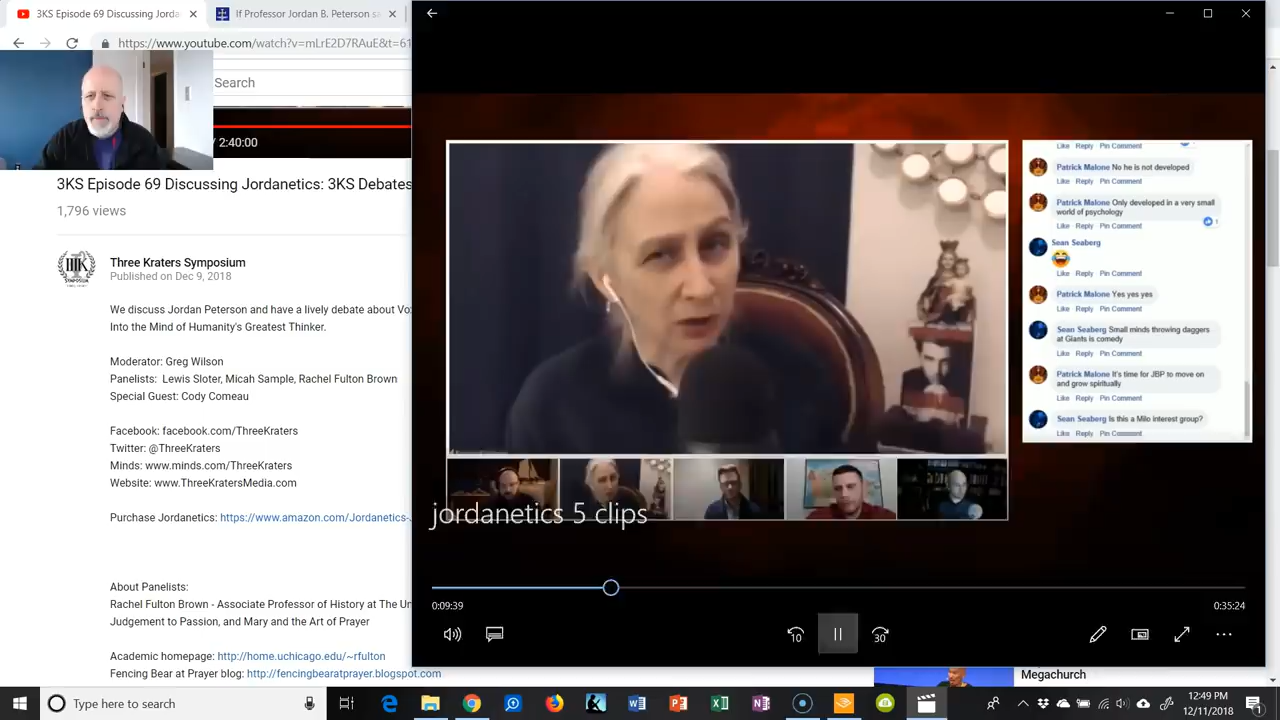 3KS Episode 69 Discussing Jorda
If Professor Jordan B. Peterson sa
https://www.youtube.com/watch?v=mLrE2D7RAuE&t=61
Search
/ 2:40:00
3KS Episode 69 Discussing Jordanetics: 3KS Debates
1,796 views
Three Kraters Symposium
Published on Dec 9, 2018
We discuss Jordan Peterson and have a lively debate about Vo
Into the Mind of Humanity's Greatest Thinker.
Moderator: Greg Wilson
Panelists: Lewis Sloter, Micah Sample, Rachel Fulton Brown
Special Guest: Cody Comeau
Facebook: facebook.com/ThreeKraters
Twitter: @ThreeKraters
Minds: www.minds.com/ThreeKraters
Website: www.ThreeKratersMedia.com
Purchase Jordanetics: https://www.amazon.com/Jordanetics-
About Panelists:
Rachel Fulton Brown - Associate Professor of History at The Un
Judgement to Passion, and Mary and the Art of Prayer
Academic homepage: http://home.uchicago.edu/~rfulton
Fencing Bear at Prayer blog: http://fencingbearatprayer.blogspot.com
Like Reply Pin Comment
Patrick Malone No he is not developed
Like Reply Pin Comment
Patrick Malone Only developed in a very small
world of psychology
1
Like Reply Pin Comment
Sean Seaberg
Like Reply Pin Comment
Patrick Malone Yes yes yes
Like Reply Pin Comment
Sean Seaberg Small minds throwing daggers
at Giants is comedy
Like Reply Pin Comment
Patrick Malone It's time for JBP to move on
and grow spiritually
Like Reply Pin Comment
Sean Seaberg Is this a Milo interest group?
Like Reply Pin Comment
jordanetics 5 clips
0:09:39
0:35:24
10
30
Megachurch
Type here to search
12:49 PM
12/11/2018